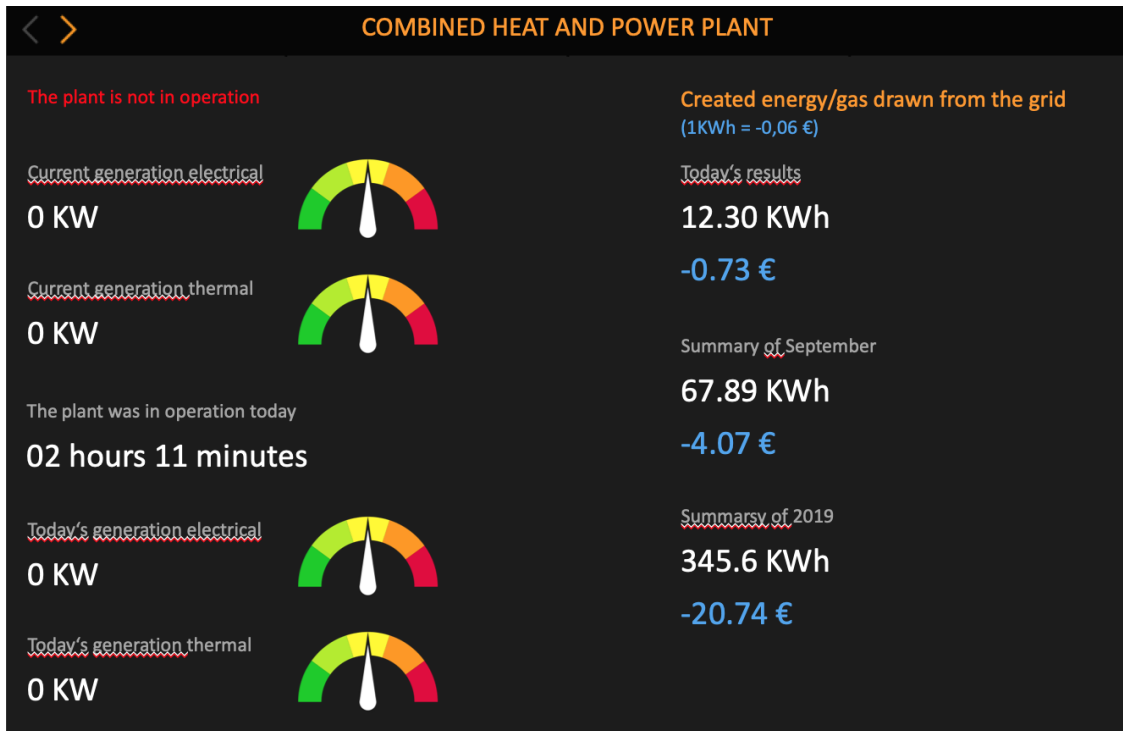 COMBINED HEAT AND POWER PLANT
The plant is not in operation
Current generation electrical
0 KW
Current generation thermal
0 KW
The plant was in operation today
02 hours 11 minutes
Today‘s generation electrical
0 KW
Today‘s generation thermal
0 KW
Created energy/gas drawn from the grid
(1KWh = -0,06 €)
Today‘s results
12.30 KWh
-0.73 €
Summary of September
67.89 KWh
-4.07 €
Summarsy of 2019
345.6 KWh
-20.74 €